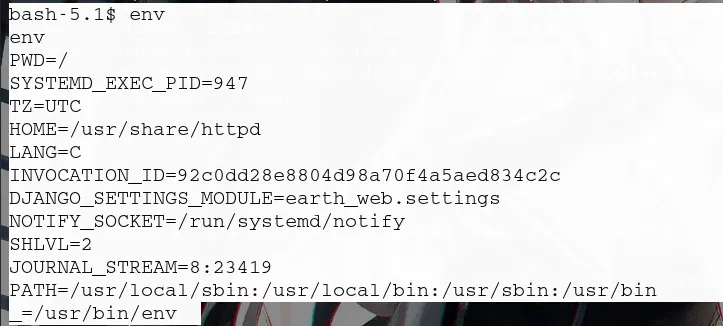 bash-5.1$ env
env
PWD=/
SYSTEMD_EXEC_PID=947
TZ=UTC
HOME=/usr/share/httpd
LANG=C
INVOCATION_ID=92c0dd28e8804d98a70f4a5aed834c2c
DJANGO_SETTINGS_MODULE=earth_web.settings
NOTIFY_SOCKET=/run/systemd/notify
SHLVL=2
JOURNAL_STREAM=8:23419
PATH=/usr/local/sbin:/usr/local/bin:/usr/sbin:/usr/bin
_=/usr/bin/env